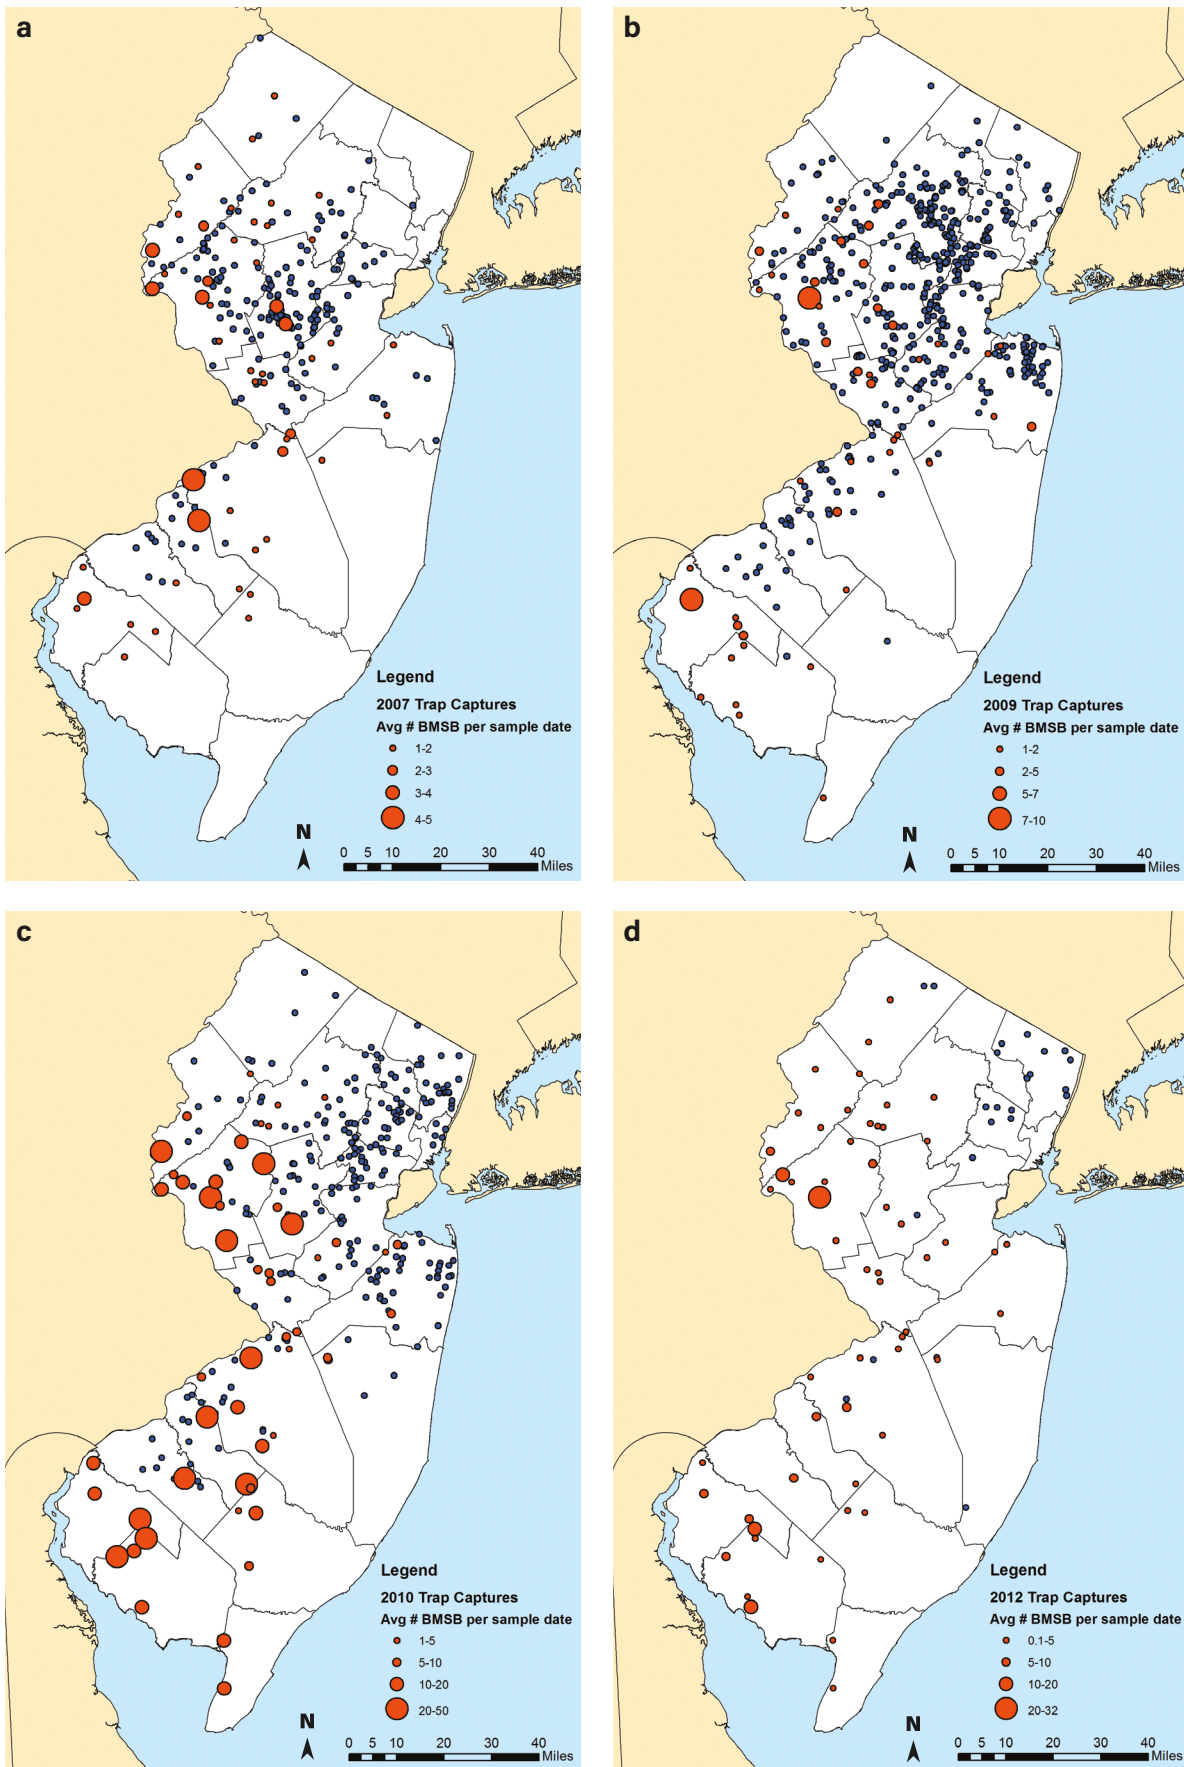 a
Legend
2007 Trap Captures
Avg # BMSB per sample date
1-2
2-3
3-4
4-5
N
0 5 10 20 30 40
Miles
b
Legend
2009 Trap Captures
Avg # BMSB per sample date
1-2
2-5
5-7
7-10
N
0 5 10 20 30 40
Miles
c
Legend
2010 Trap Captures
Avg # BMSB per sample date
1-5
5-10
10-20
20-50
N
0 5 10 20 30 40
Miles
d
Legend
2012 Trap Captures
Avg # BMSB per sample date
0.1-5
5-10
10-20
20-32
N
0 5 10 20 30 40
Miles